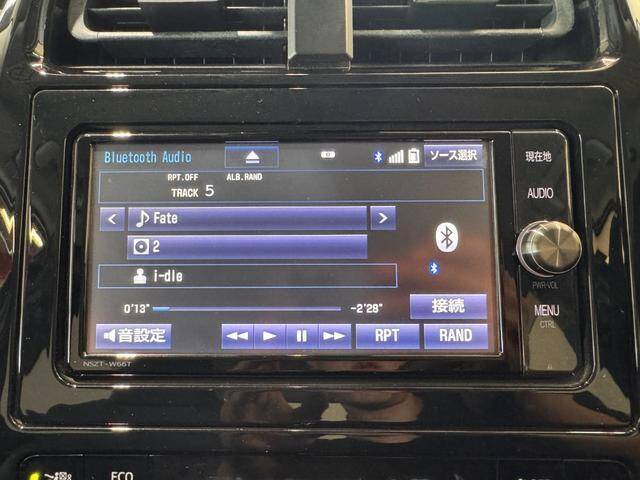 Bluetooth Audio
ソース選択
RPT.OFF ALB.RAND
TRACK 5
Fate
2
i-dle
0'13" -2'28"
接続
音設定
RPT
RAND
NSZT-W66T
現在地
AUDIO
PWR·VOL
MENU
CTRL
ECO